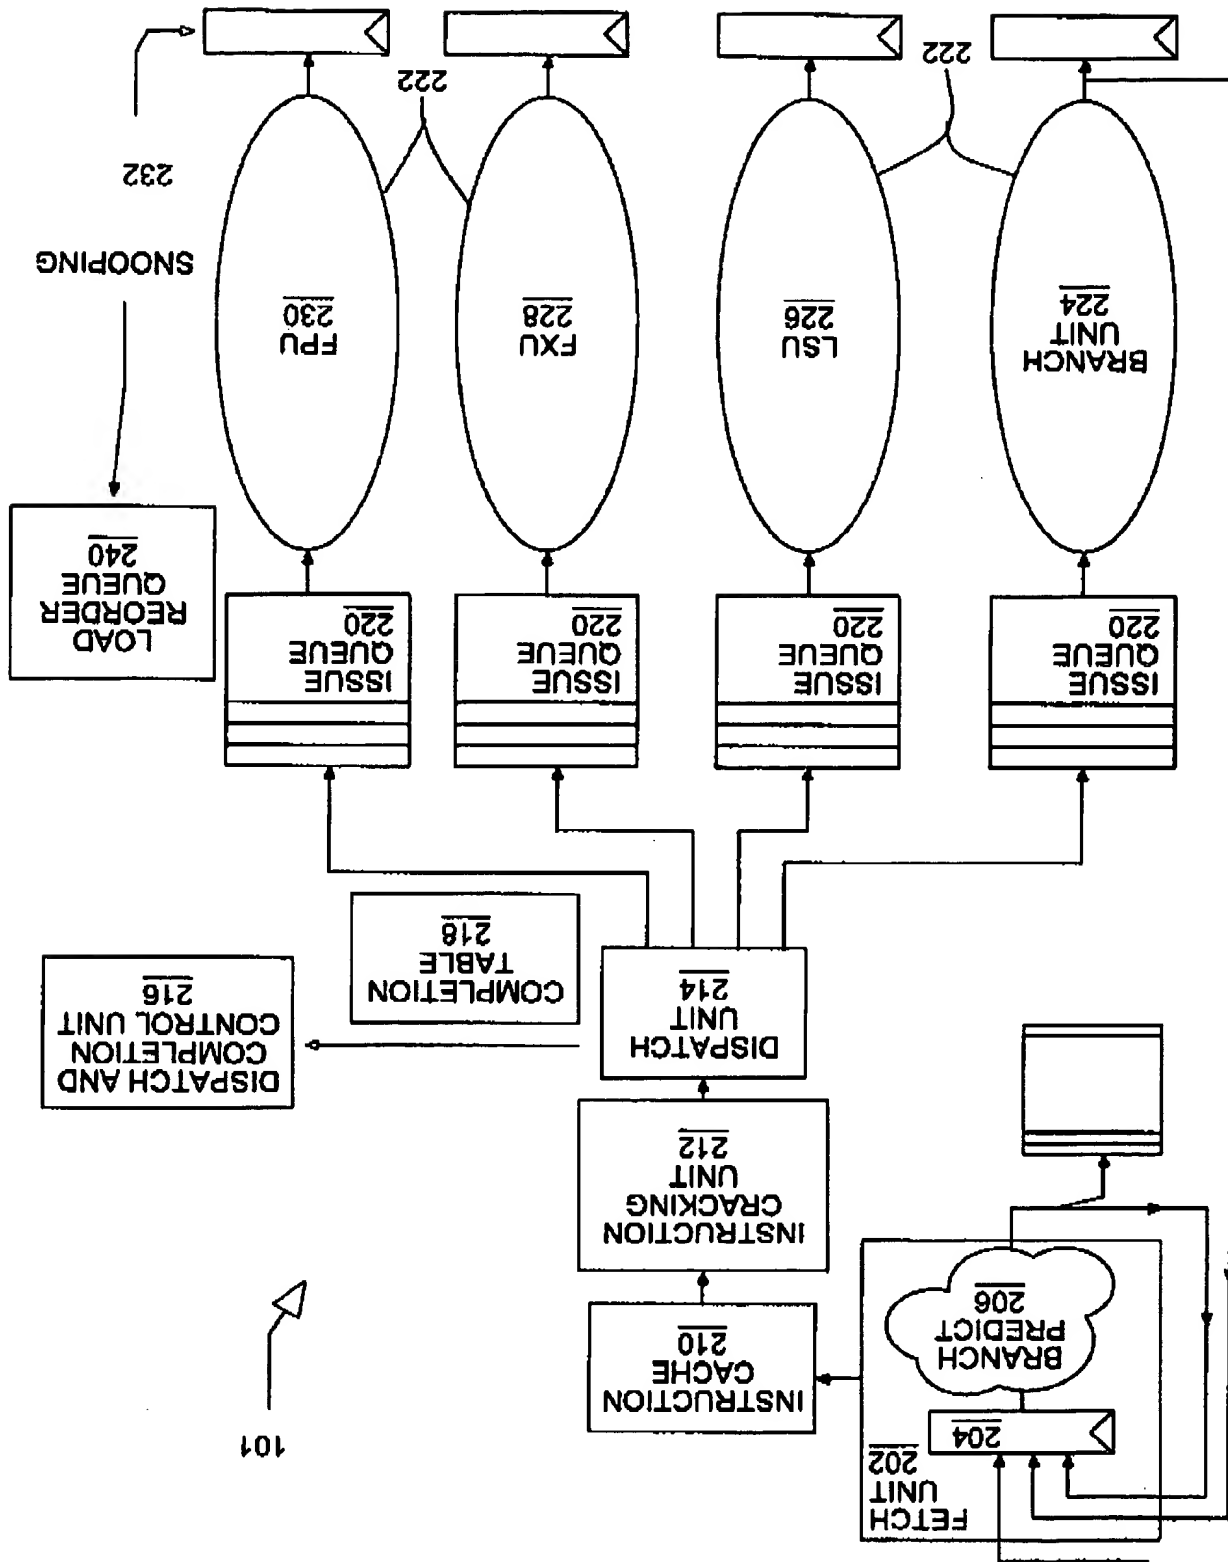 101
FETCH
UNIT
202
204
BRANCH
PREDICT
206
INSTRUCTION
CACHE
210
INSTRUCTION
CRACKING
UNIT
212
DISPATCH
UNIT
214
DISPATCH AND
COMPLETION
CONTROL UNIT
216
COMPLETION
TABLE
218
ISSUE
QUEUE
220
ISSUE
QUEUE
220
ISSUE
QUEUE
220
ISSUE
QUEUE
220
LOAD
REORDER
QUEUE
240
BRANCH
UNIT
224
LSU
226
FXU
228
FPU
230
SNOOPING
222
222
232